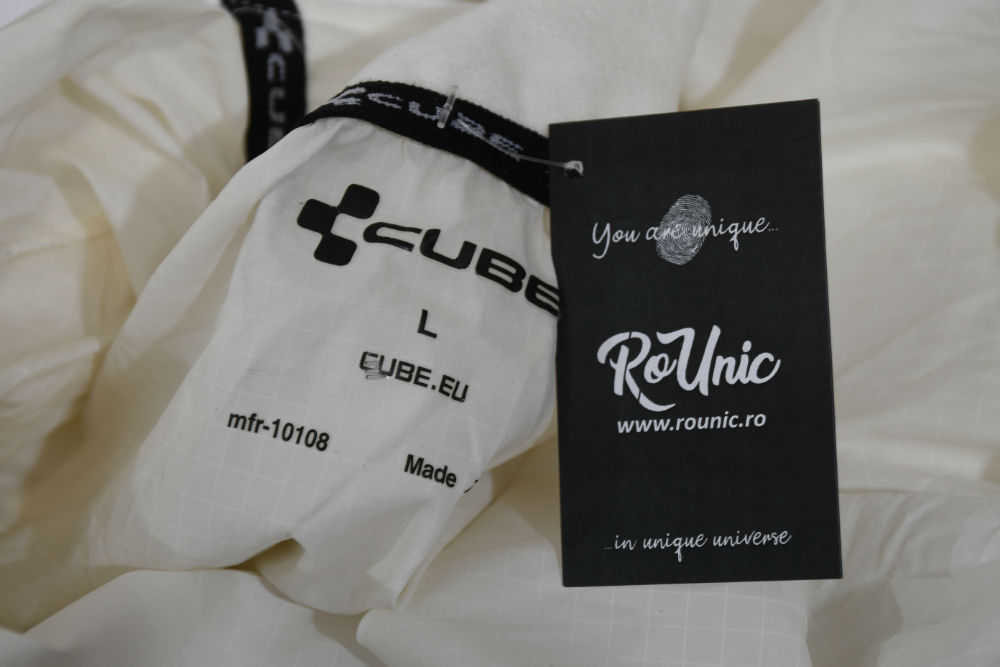 CUBE
CUBE
CUBE
L
CUBE.EU
mfr-10108
Made
You are unique...
RoUnic
www.rounic.ro
...in unique universe